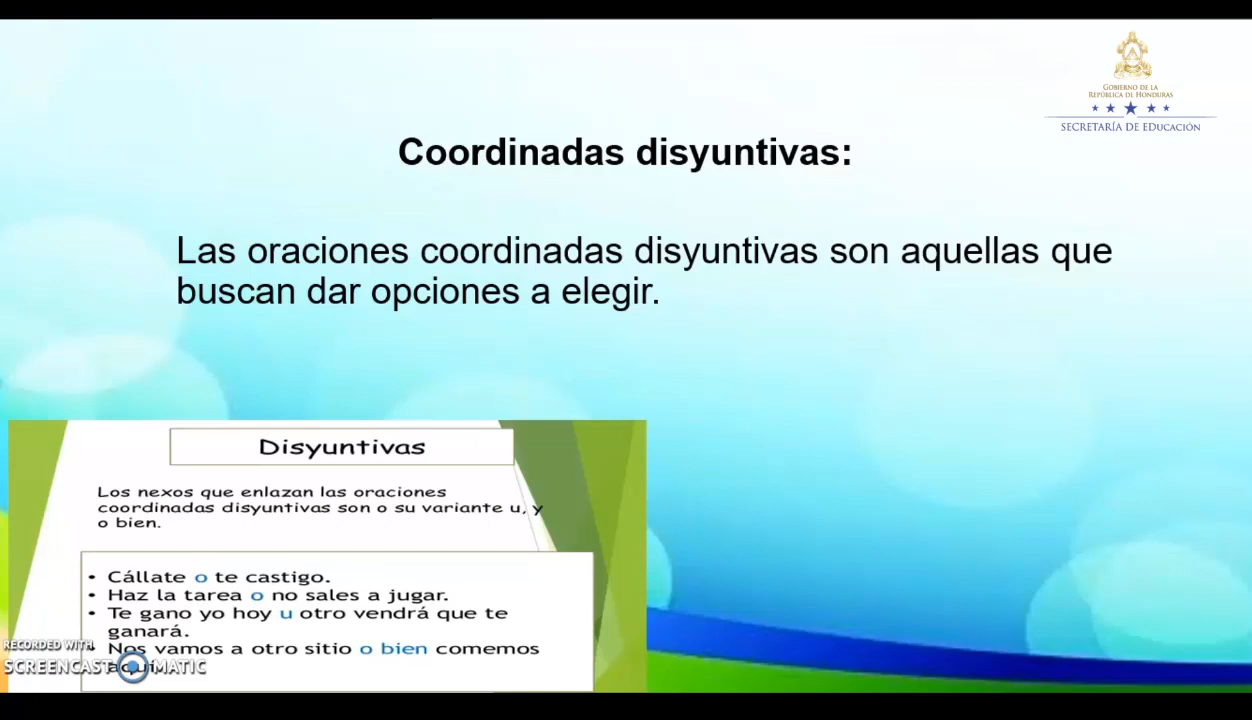 GOBIERNO DE LA
REPÚBLICA DE HONDURAS
SECRETARÍA DE EDUCACIÓN
Coordinadas disyuntivas:
Las oraciones coordinadas disyuntivas son aquellas que
buscan dar opciones a elegir.
Disyuntivas
Los nexos que enlazan las oraciones
coordinadas disyuntivas son o su variante u, y
o bien.
• Cállate o te castigo.
• Haz la tarea o no sales a jugar.
• Te gano yo hoy u otro vendrá que te
ganará.
• Nos vamos a otro sitio o bien comemos
aquí.
RECORDED WITH
SCREENCAST MATIC